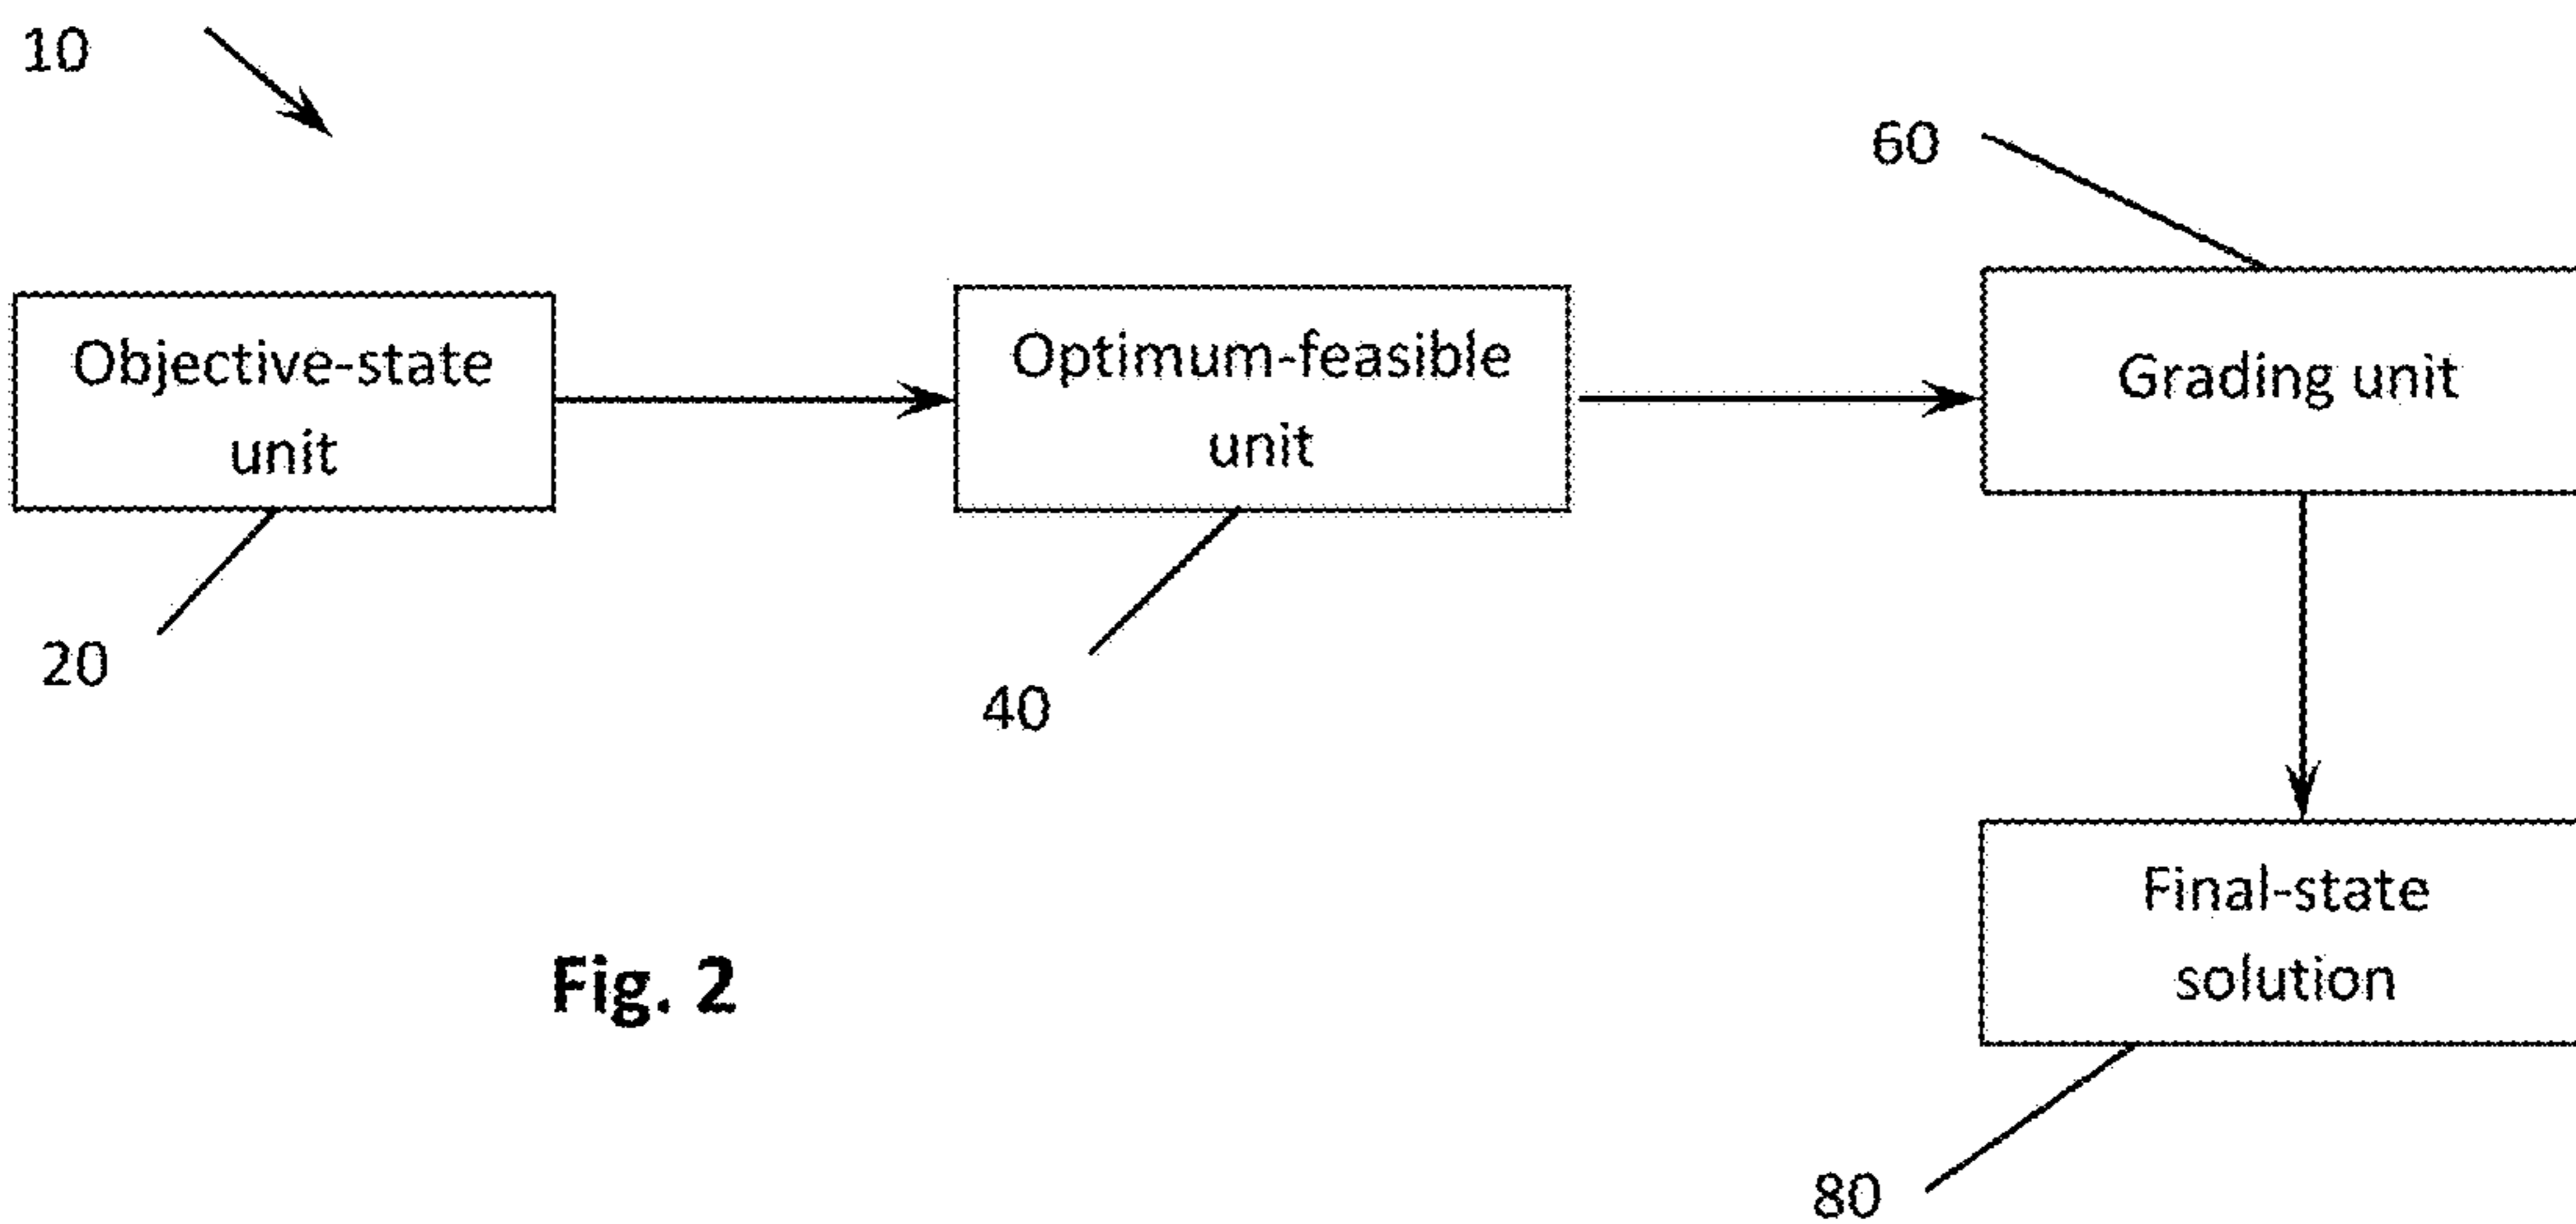 10
60
Objective-state
unit
Optimum-feasible
unit
Grading unit
20
40
Final-state
solution
Fig. 2
80